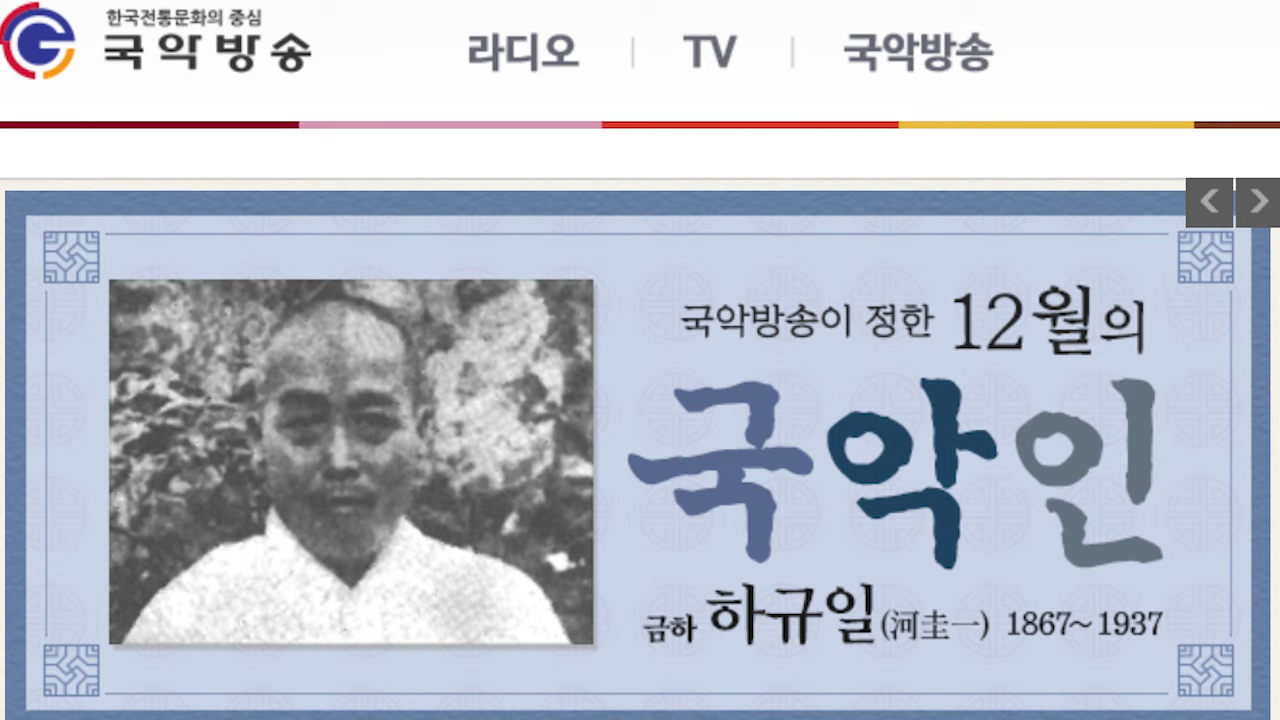 한국전통문화의 중심
국악방송
라디오 | TV | 국악방송
국악방송이 정한 12월의
국악인
금하 하규일(河圭一) 1867~1937